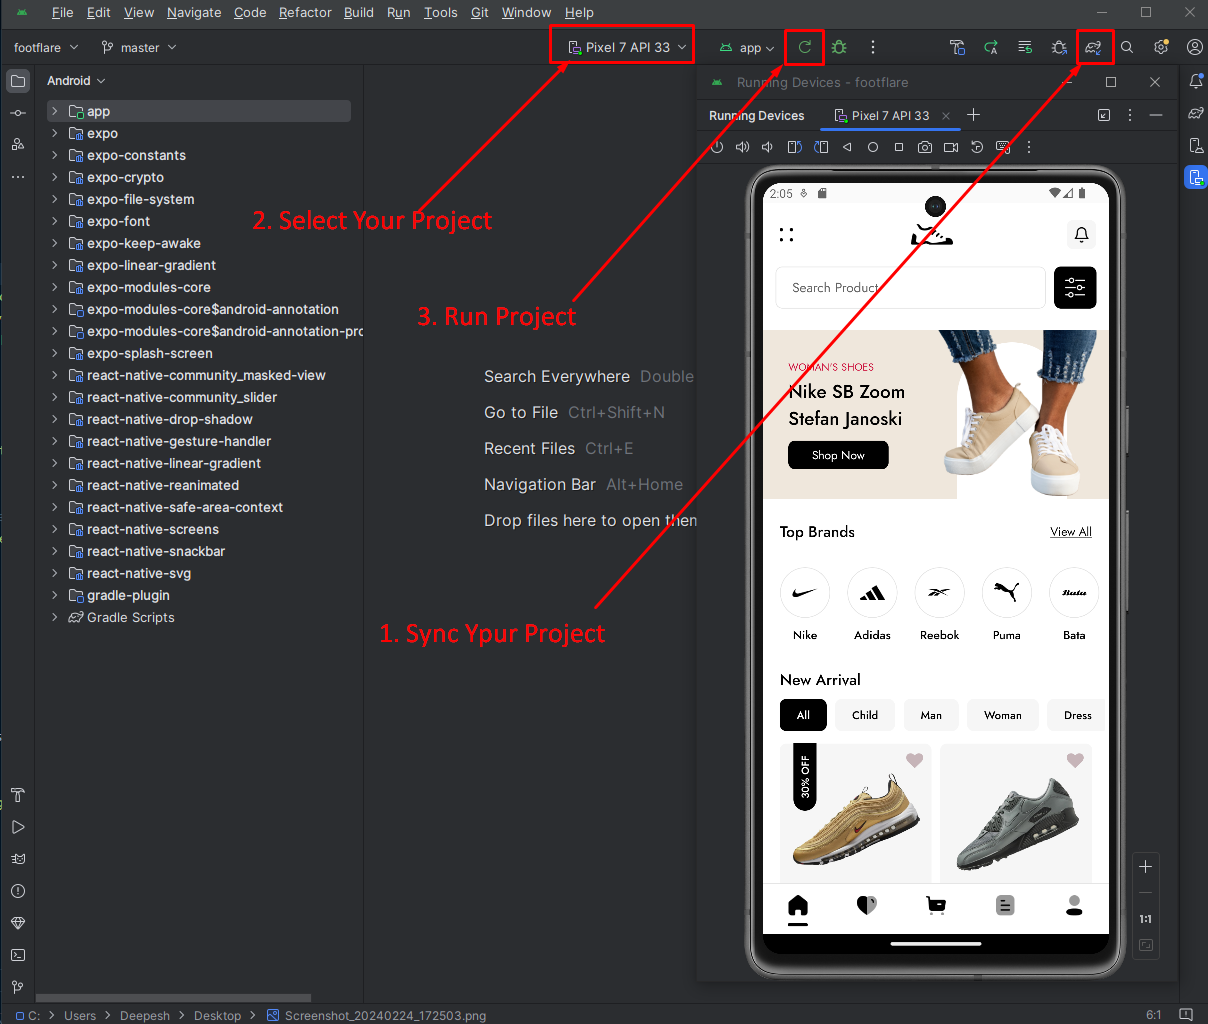 File Edit View Navigate Code Refactor Build Run Tools Git Window Help
footflare master Pixel 7 API 33 app
Android
Running Devices - footflare
Running Devices Pixel 7 API 33
app
expo
expo-constants
expo-crypto
expo-file-system
expo-font
expo-keep-awake
expo-linear-gradient
expo-modules-core
expo-modules-core$android-annotation
expo-modules-core$android-annotation-pro
expo-splash-screen
react-native-community_masked-view
react-native-community_slider
react-native-drop-shadow
react-native-gesture-handler
react-native-linear-gradient
react-native-reanimated
react-native-safe-area-context
react-native-screens
react-native-snackbar
react-native-svg
gradle-plugin
Gradle Scripts
2. Select Your Project
3. Run Project
Search Everywhere Double
Go to File Ctrl+Shift+N
Recent Files Ctrl+E
Navigation Bar Alt+Home
Drop files here to open them
1. Sync Ypur Project
2:05
Search Product
WOMAN'S SHOES
Nike SB Zoom
Stefan Janoski
Shop Now
Top Brands View All
Bata
Nike Adidas Reebok Puma Bata
New Arrival
All Child Man Woman Dress
30% OFF
1:1
C: Users Deepesh Desktop Screenshot_20240224_172503.png 6:1